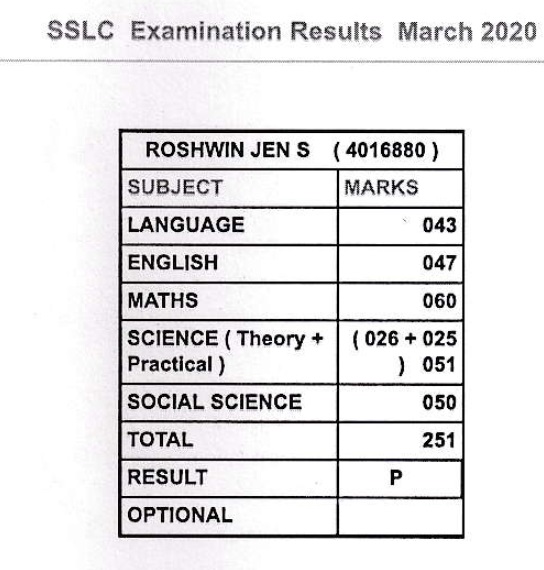 SSLC Examination Results March 2020
ROSHWIN JEN S ( 4016880 )
SUBJECT MARKS
LANGUAGE 043
ENGLISH 047
MATHS 060
SCIENCE ( Theory + ( 026 + 025
Practical ) ) 051
SOCIAL SCIENCE 050
TOTAL 251
RESULT P
OPTIONAL